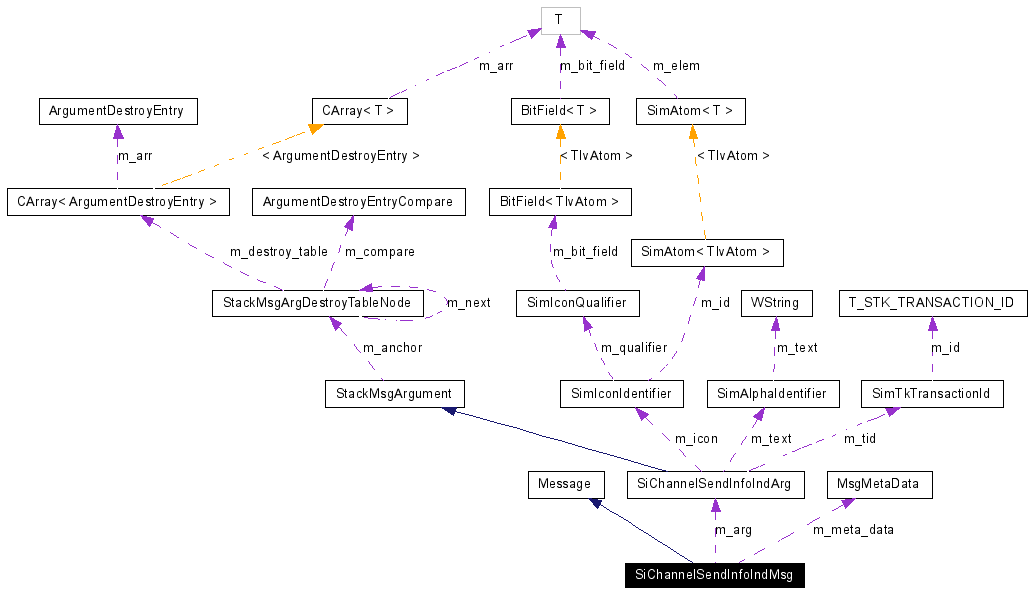 T
m_arr
m_bit_field
m_elem
ArgumentDestroyEntry
CArray< T >
BitField< T >
SimAtom< T >
m_arr
< ArgumentDestroyEntry >
< TlvAtom >
< TlvAtom >
CArray< ArgumentDestroyEntry >
ArgumentDestroyEntryCompare
BitField< TlvAtom >
m_destroy_table
m_compare
m_bit_field
SimAtom< TlvAtom >
StackMsgArgDestroyTableNode
m_next
SimIconQualifier
m_id
WString
T_STK_TRANSACTION_ID
m_anchor
m_qualifier
m_text
m_id
StackMsgArgument
SimIconIdentifier
SimAlphaIdentifier
SimTkTransactionId
m_icon
m_text
m_tid
Message
SiChannelSendInfoIndArg
MsgMetaData
m_arg
m_meta_data
SiChannelSendInfoIndMsg